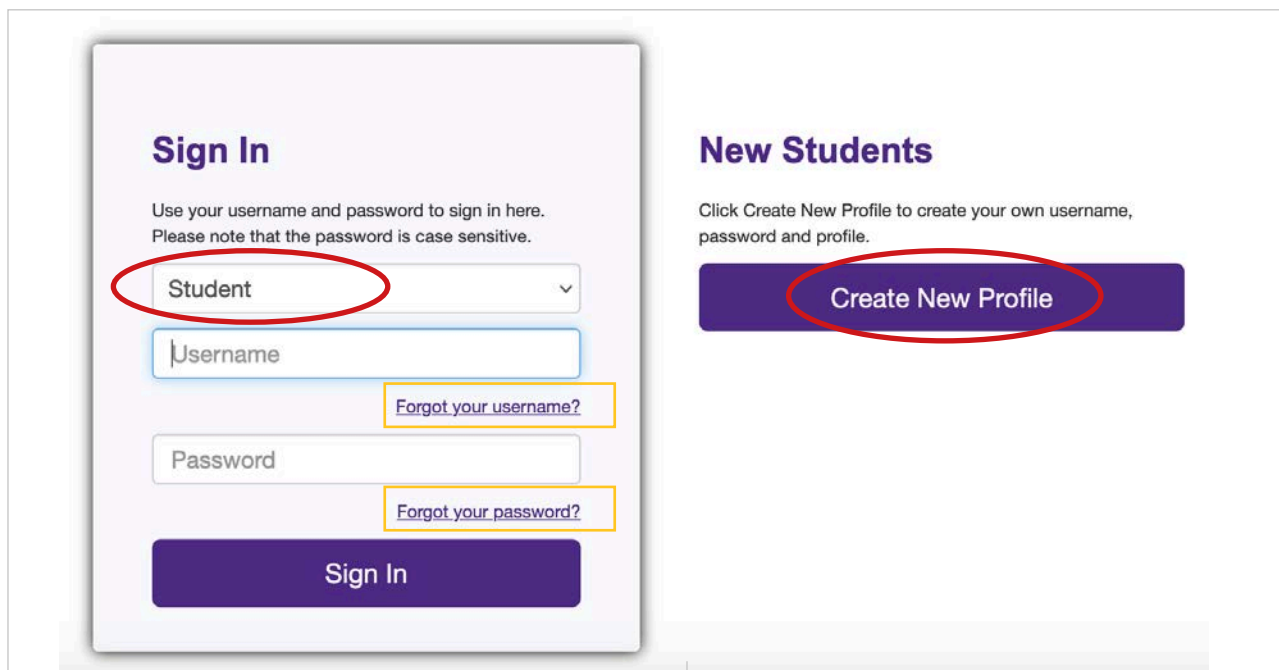 Sign In
Use your username and password to sign in here.
Please note that the password is case sensitive.
Student
Username
Forgot your username?
Password
Forgot your password?
Sign In
New Students
Click Create New Profile to create your own username,
password and profile.
Create New Profile